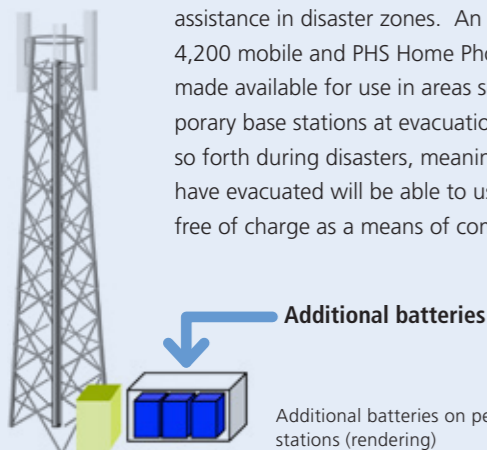 assistance in disaster zones. An
4,200 mobile and PHS Home Pho
made available for use in areas s
porary base stations at evacuatio
so forth during disasters, meanin
have evacuated will be able to us
free of charge as a means of con
Additional batteries
Additional batteries on pe
stations (rendering)